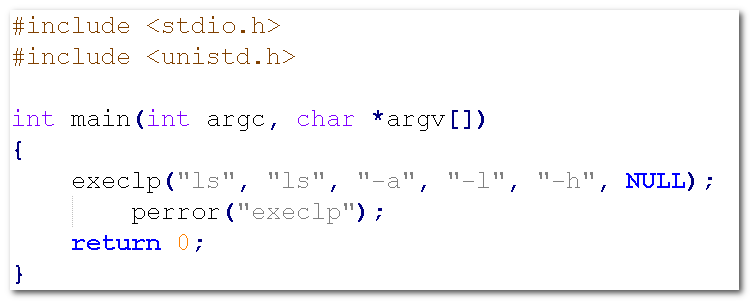 #include <stdio.h>
#include <unistd.h>
int main(int argc, char *argv[])
{
execlp("ls", "ls", "-a", "-l", "-h", NULL);
perror("execlp");
return 0;
}